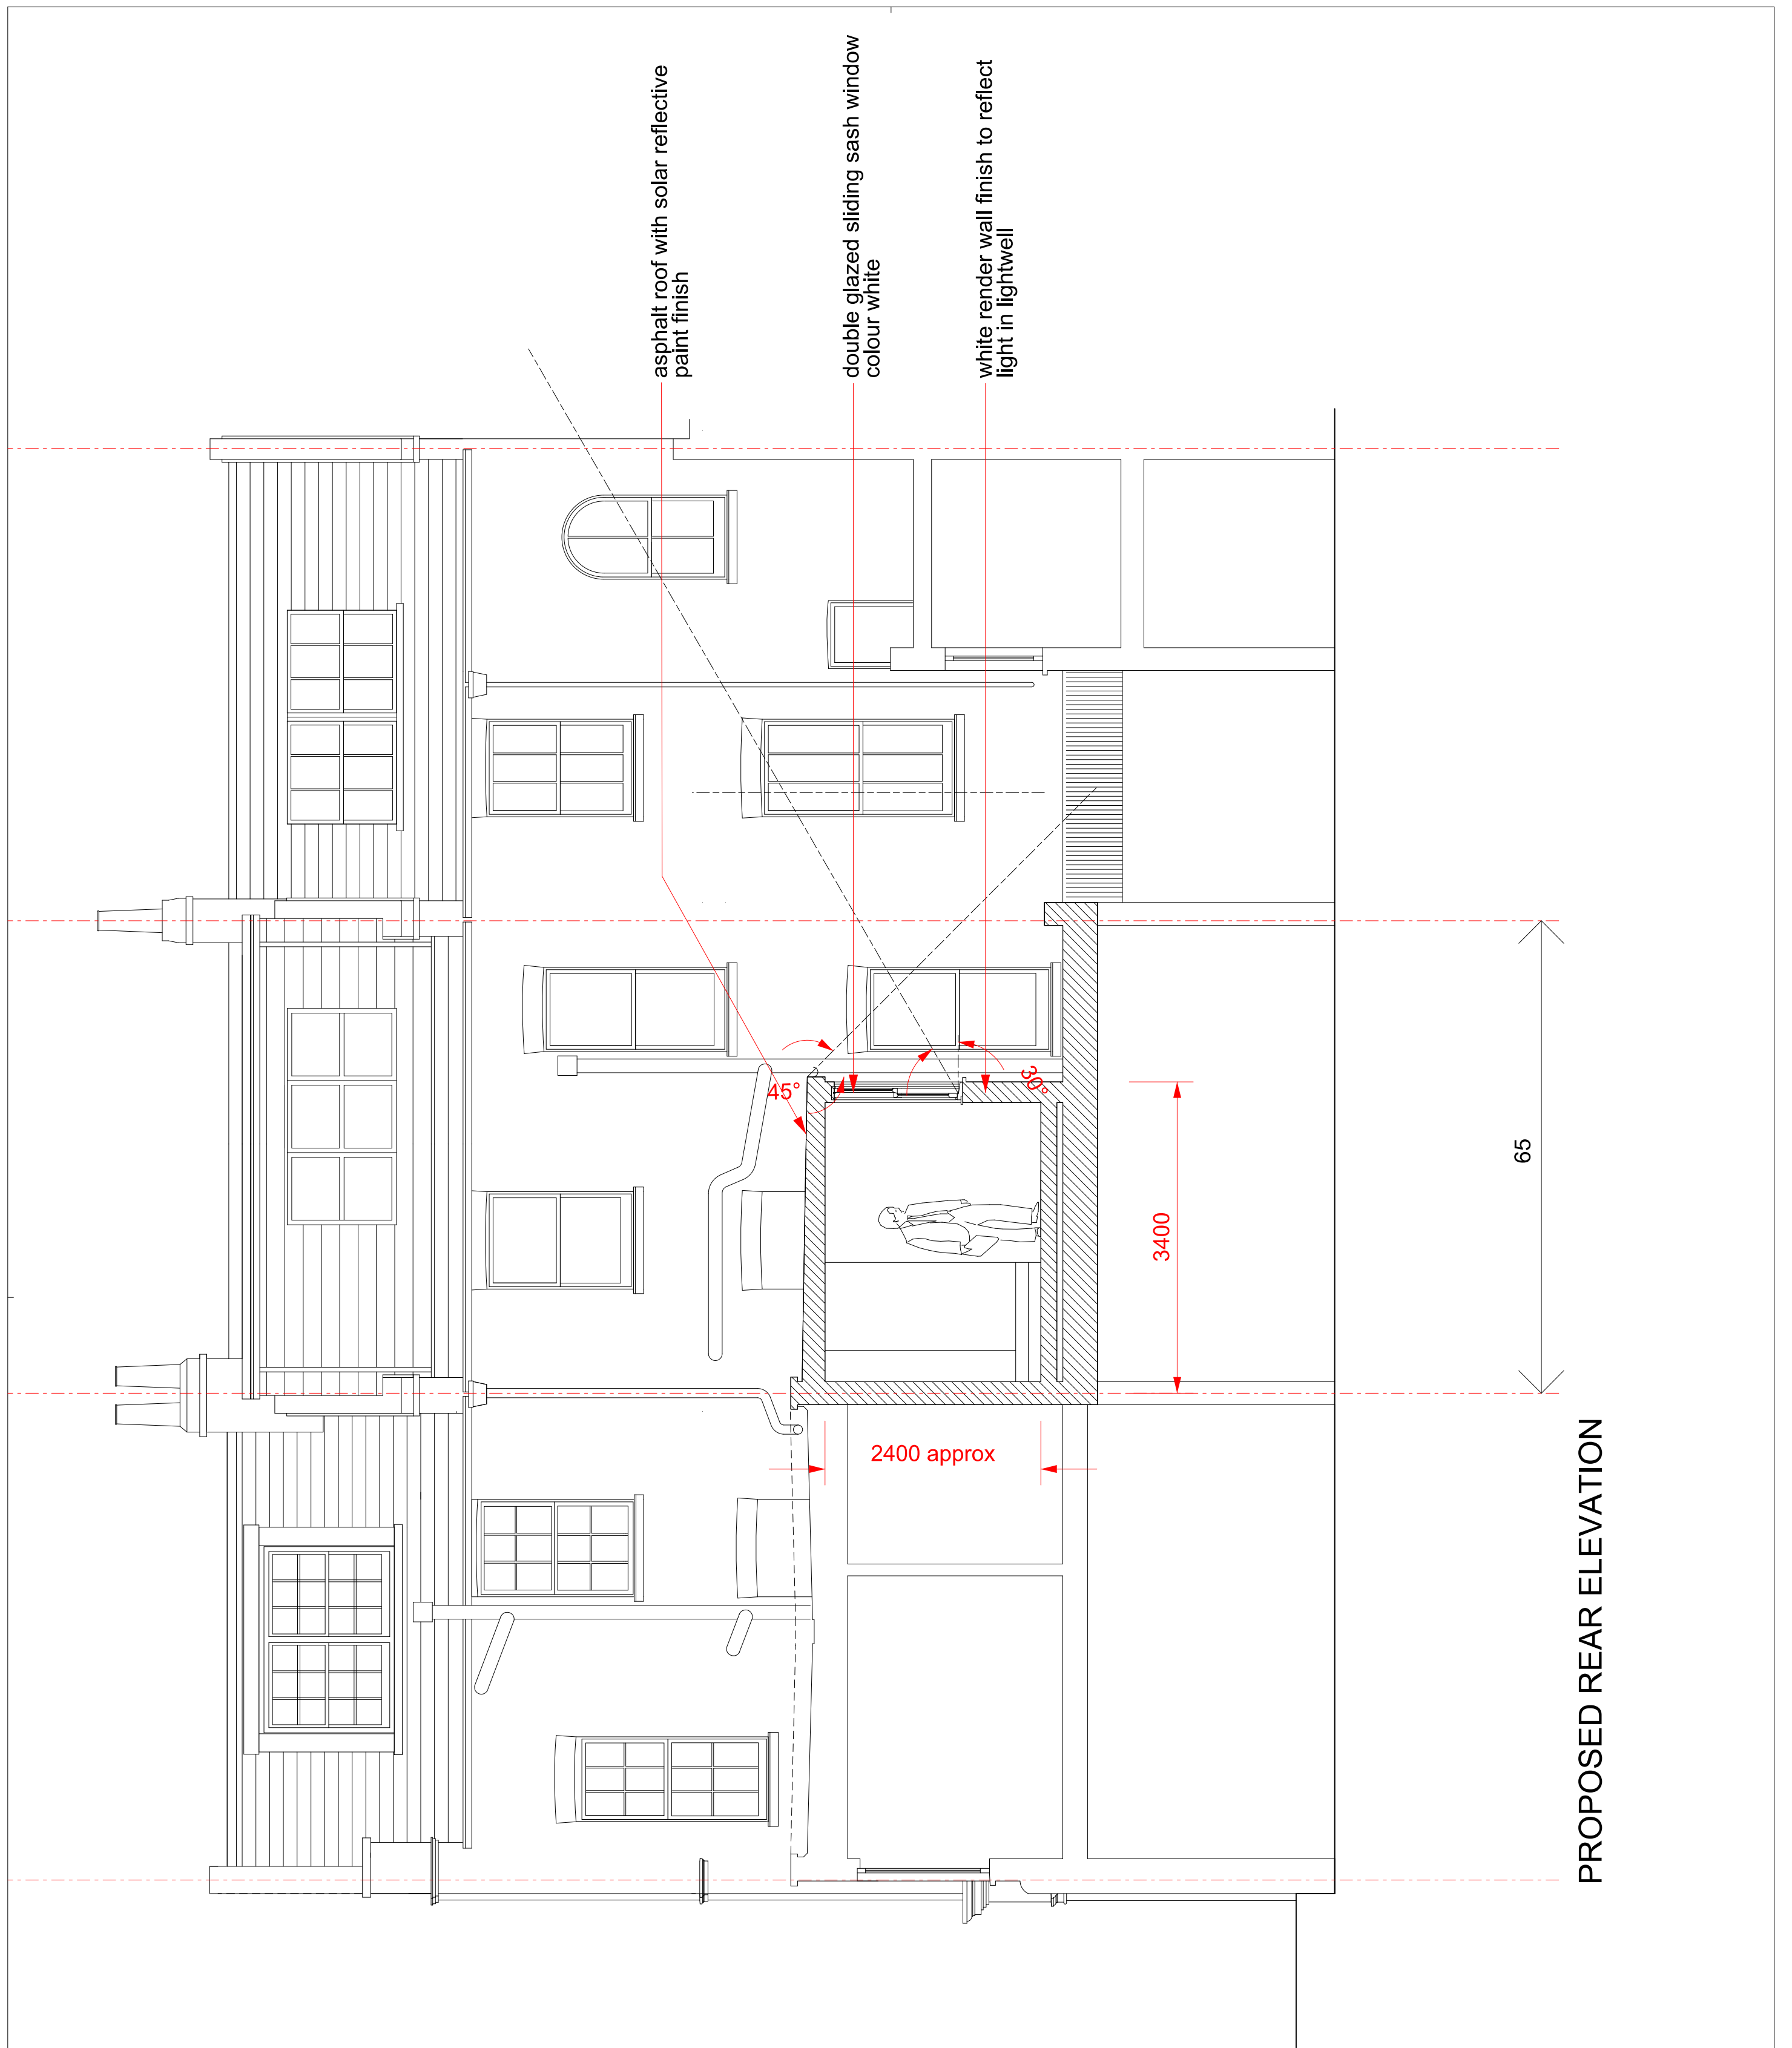 asphalt roof with solar reflective
paint finish
double glazed sliding sash window
colour white
white render wall finish to reflect
light in lightwell
45°
30°
3400
2400 approx
65
PROPOSED REAR ELEVATION